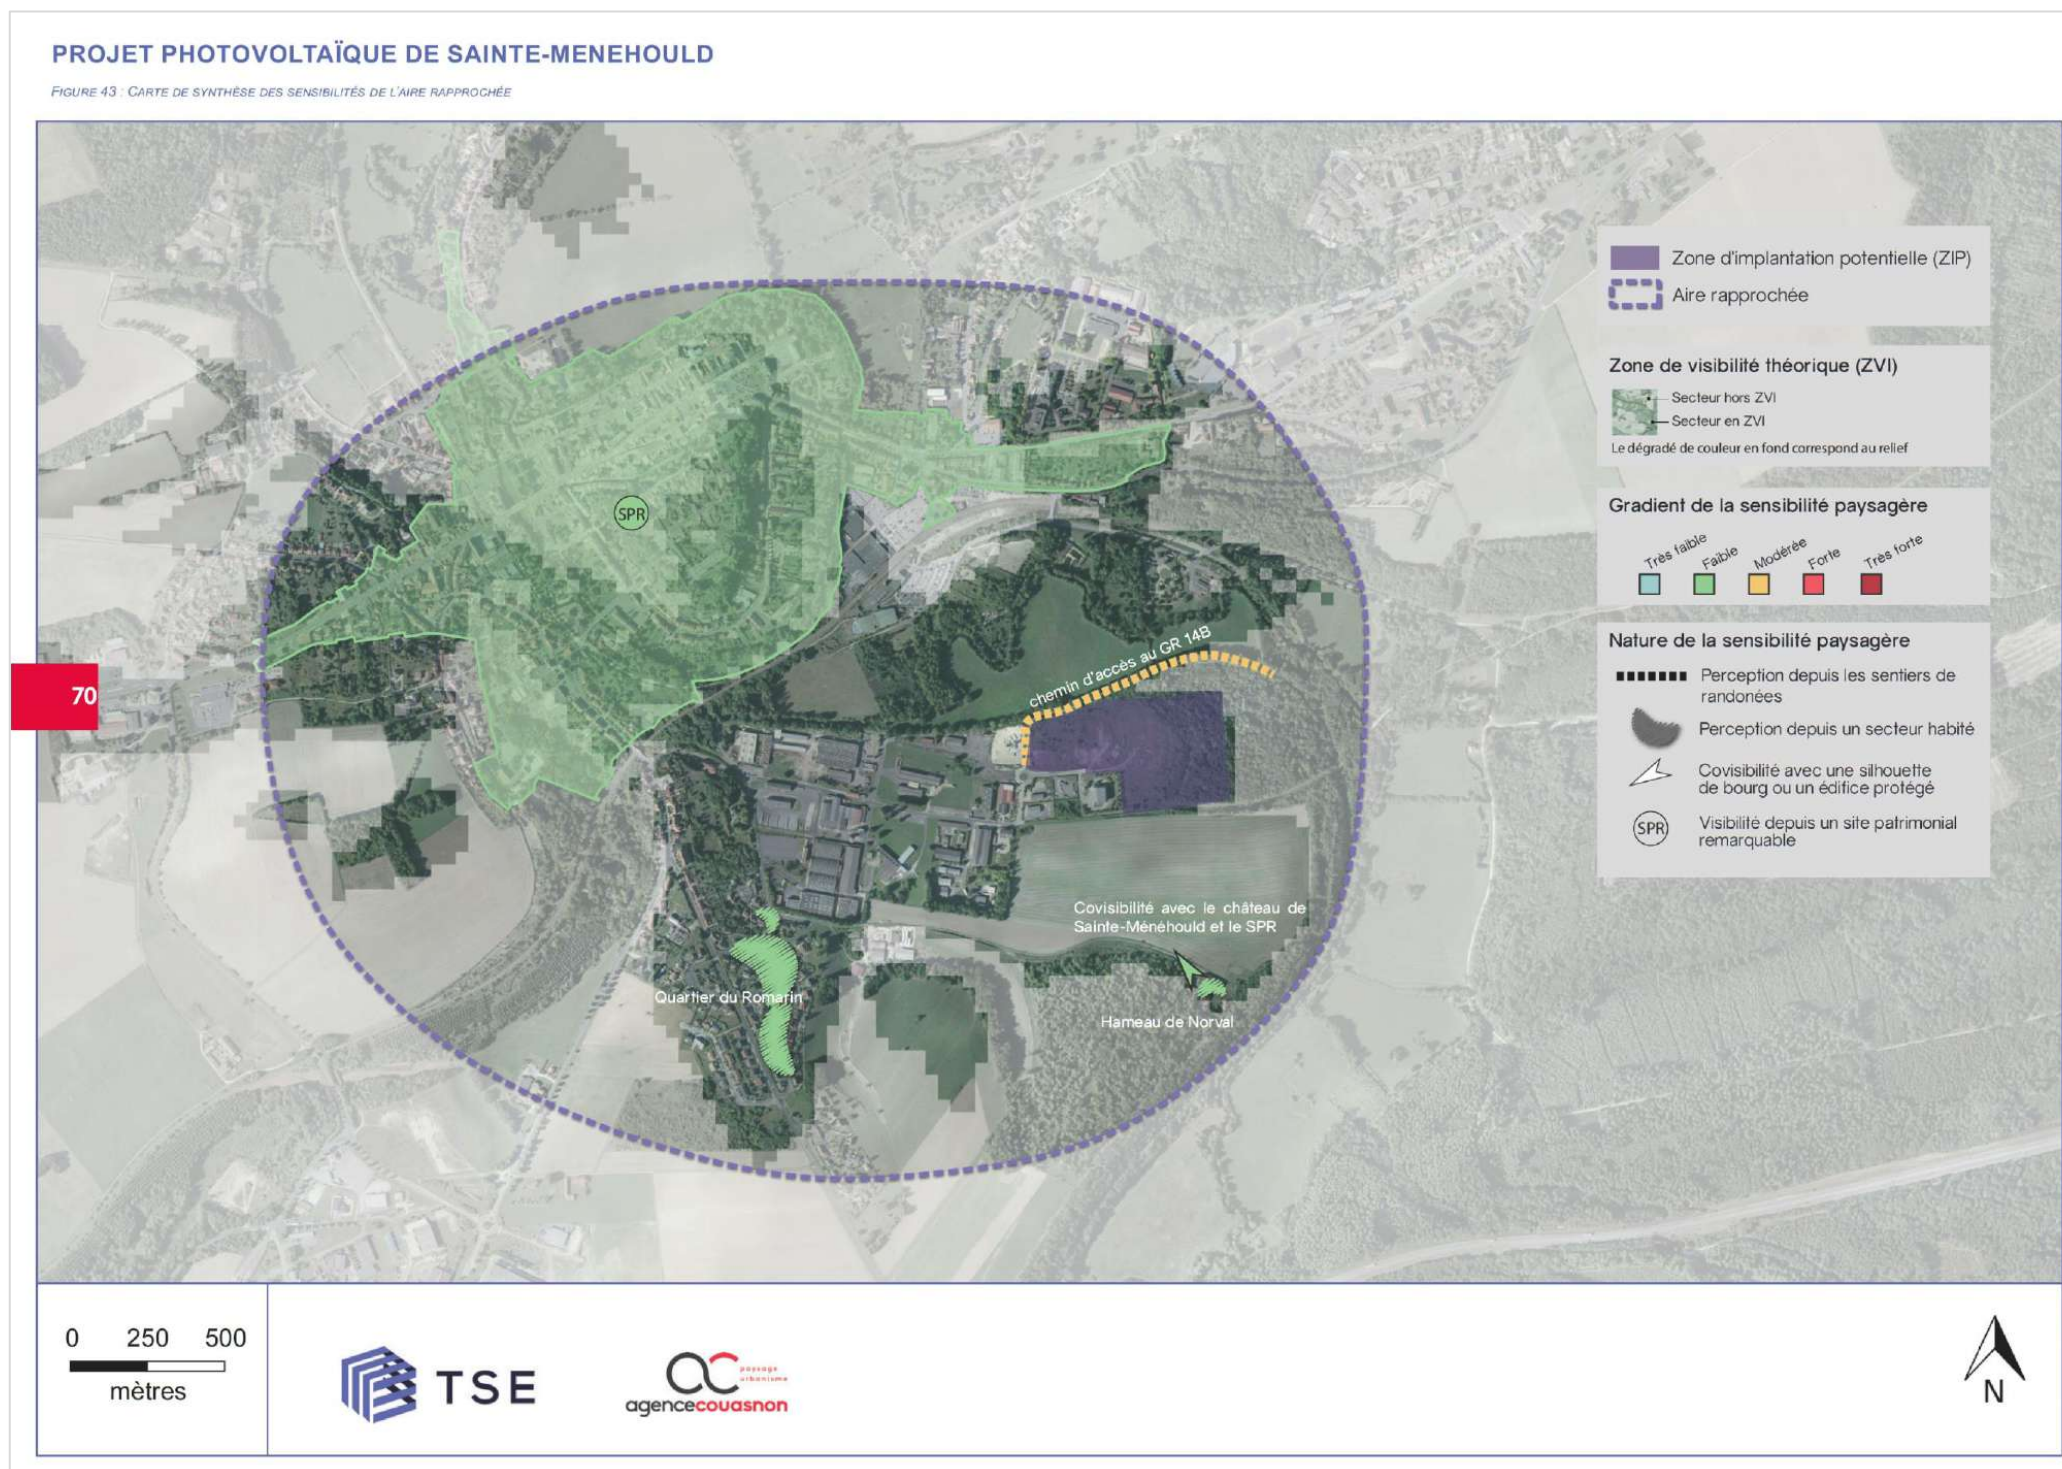 PROJET PHOTOVOLTAÏQUE DE SAINTE-MENEHOULD
FIGURE 43 : CARTE DE SYNTHÈSE DES SENSIBILITÉS DE L'AIRE RAPPROCHÉE
Zone d'implantation potentielle (ZIP)
Aire rapprochée
Zone de visibilité théorique (ZVI)
Secteur hors ZVI
Secteur en ZVI
Le dégradé de couleur en fond correspond au relief
Gradient de la sensibilité paysagère
Très faible
Faible
Modérée
Forte
Très forte
Nature de la sensibilité paysagère
Perception depuis les sentiers de
randonées
Perception depuis un secteur habité
Covisibilité avec une silhouette
de bourg ou un édifice protégé
SPR
Visibilité depuis un site patrimonial
remarquable
SPR
chemin d'accès au GR 14B
70
Covisibilité avec le château de
Sainte-Ménéhould et le SPR
Quartier du Romarin
Hameau de Norval
0 250 500
mètres
TSE
paysage
urbanisme
agencecouasnon
N